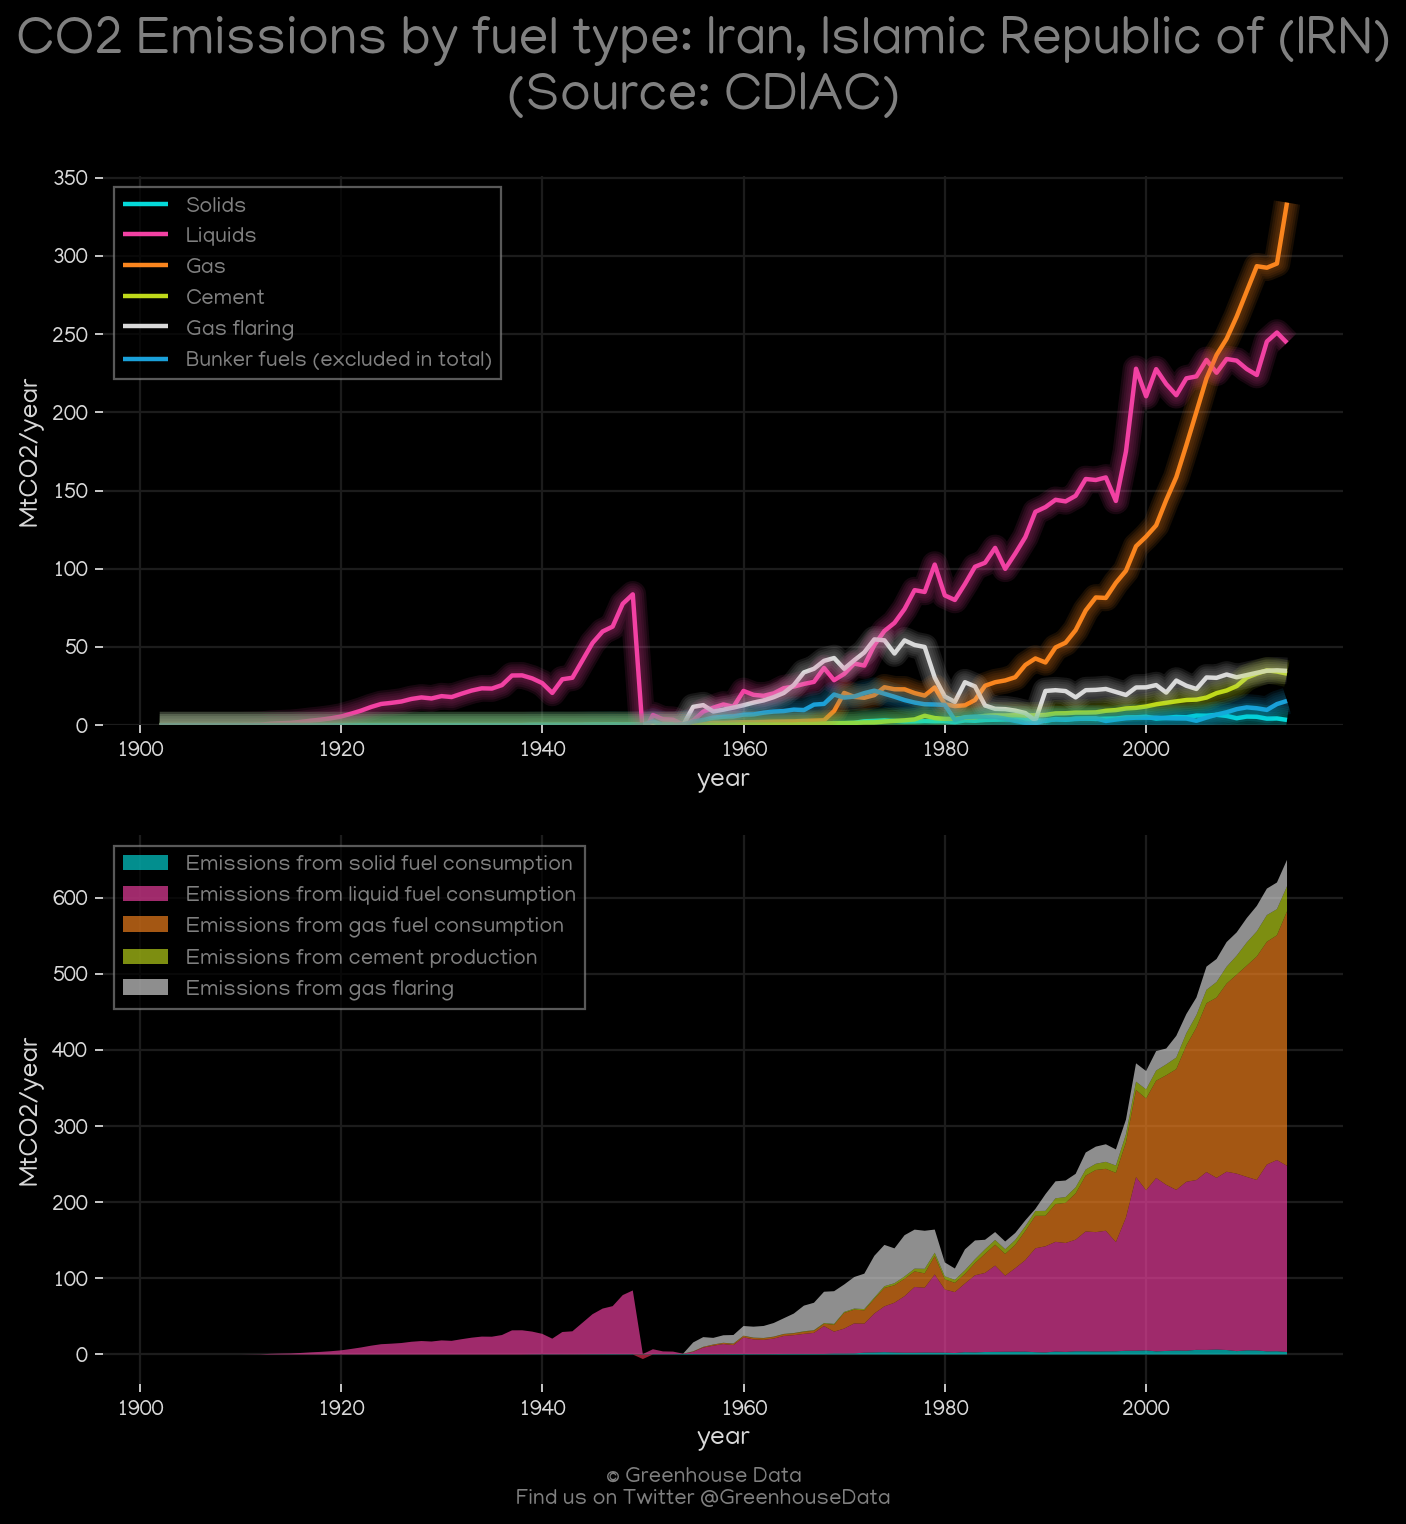 CO2 Emissions by fuel type: Iran, Islamic Republic of (IRN)
(Source: CDIAC)
350
300
250
200
150
100
50
0
MtCO2/year
Solids
Liquids
Gas
Cement
Gas flaring
Bunker fuels (excluded in total)
1900 1920 1940 1960 1980 2000
year
600
500
400
300
200
100
0
MtCO2/year
Emissions from solid fuel consumption
Emissions from liquid fuel consumption
Emissions from gas fuel consumption
Emissions from cement production
Emissions from gas flaring
1900 1920 1940 1960 1980 2000
year
© Greenhouse Data
Find us on Twitter @GreenhouseData